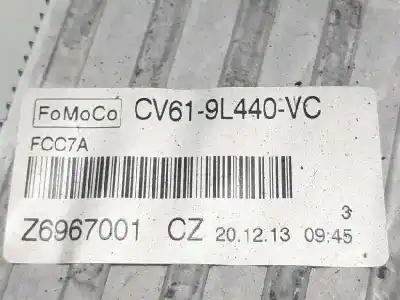 FoMoCo CV61-9L440-VC
FCC7A
3
Z6967001 CZ 20.12.13 09:45